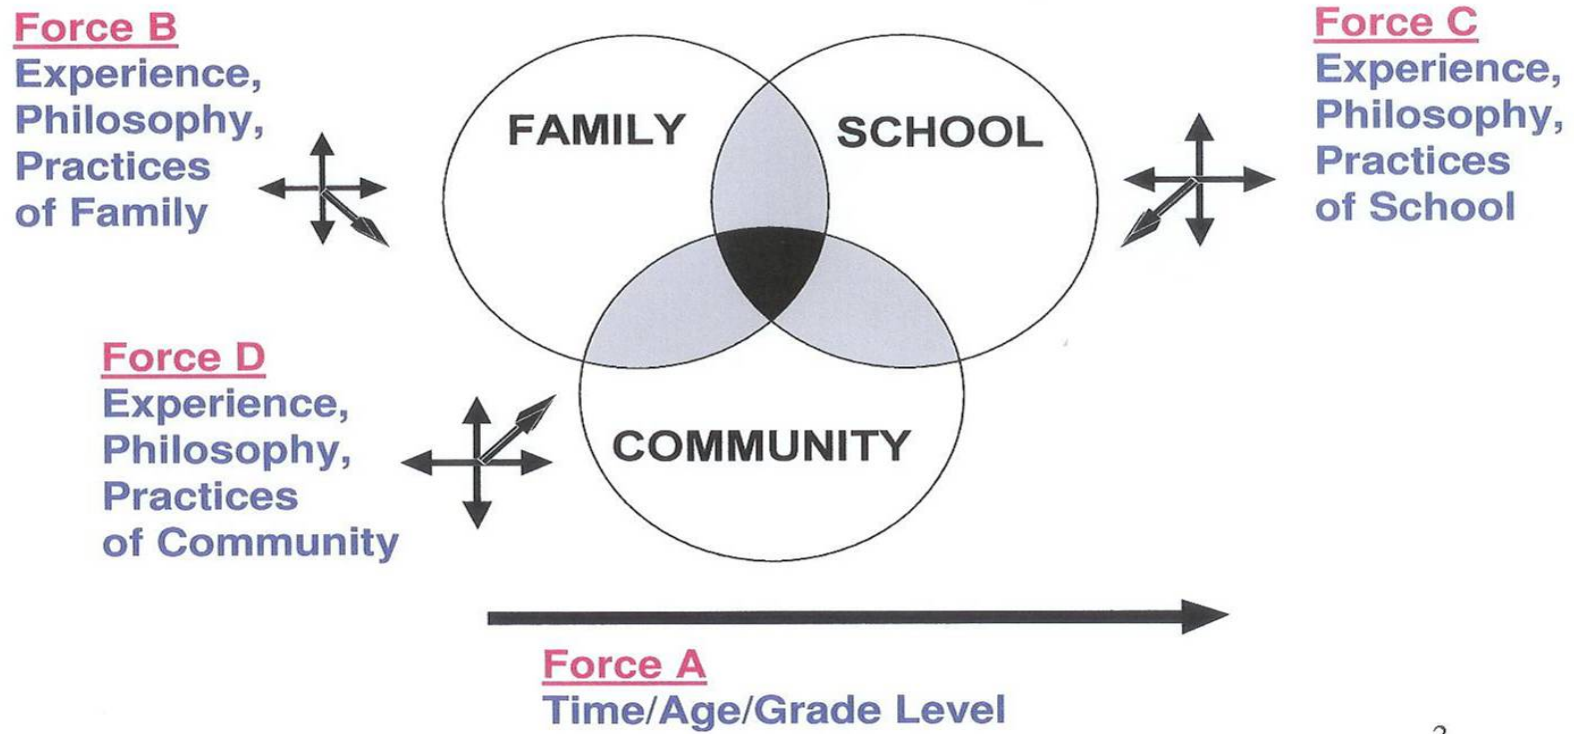 Force B
Experience,
Philosophy,
Practices
of Family
FAMILY
SCHOOL
Force C
Experience,
Philosophy,
Practices
of School
Force D
Experience,
Philosophy,
Practices
of Community
COMMUNITY
Force A
Time/Age/Grade Level